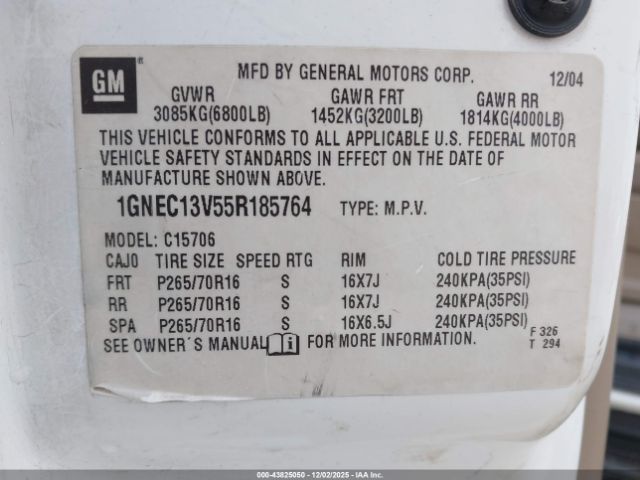 GM ®
MFD BY GENERAL MOTORS CORP. 12/04
GVWR GAWR FRT GAWR RR
3085KG(6800LB) 1452KG(3200LB) 1814KG(4000LB)
THIS VEHICLE CONFORMS TO ALL APPLICABLE U.S. FEDERAL MOTOR
VEHICLE SAFETY STANDARDS IN EFFECT ON THE DATE OF
MANUFACTURE SHOWN ABOVE.
1GNEC13V55R185764 TYPE: M.P.V.
MODEL: C15706
CAJ0 TIRE SIZE SPEED RTG RIM COLD TIRE PRESSURE
FRT P265/70R16 S 16X7J 240KPA(35PSI)
RR P265/70R16 S 16X7J 240KPA(35PSI)
SPA P265/70R16 S 16X6.5J 240KPA(35PSI)
SEE OWNER'S MANUAL i FOR MORE INFORMATION.
F 326
T 294
000-43825050 - 12/02/2025 - IAAI.CA